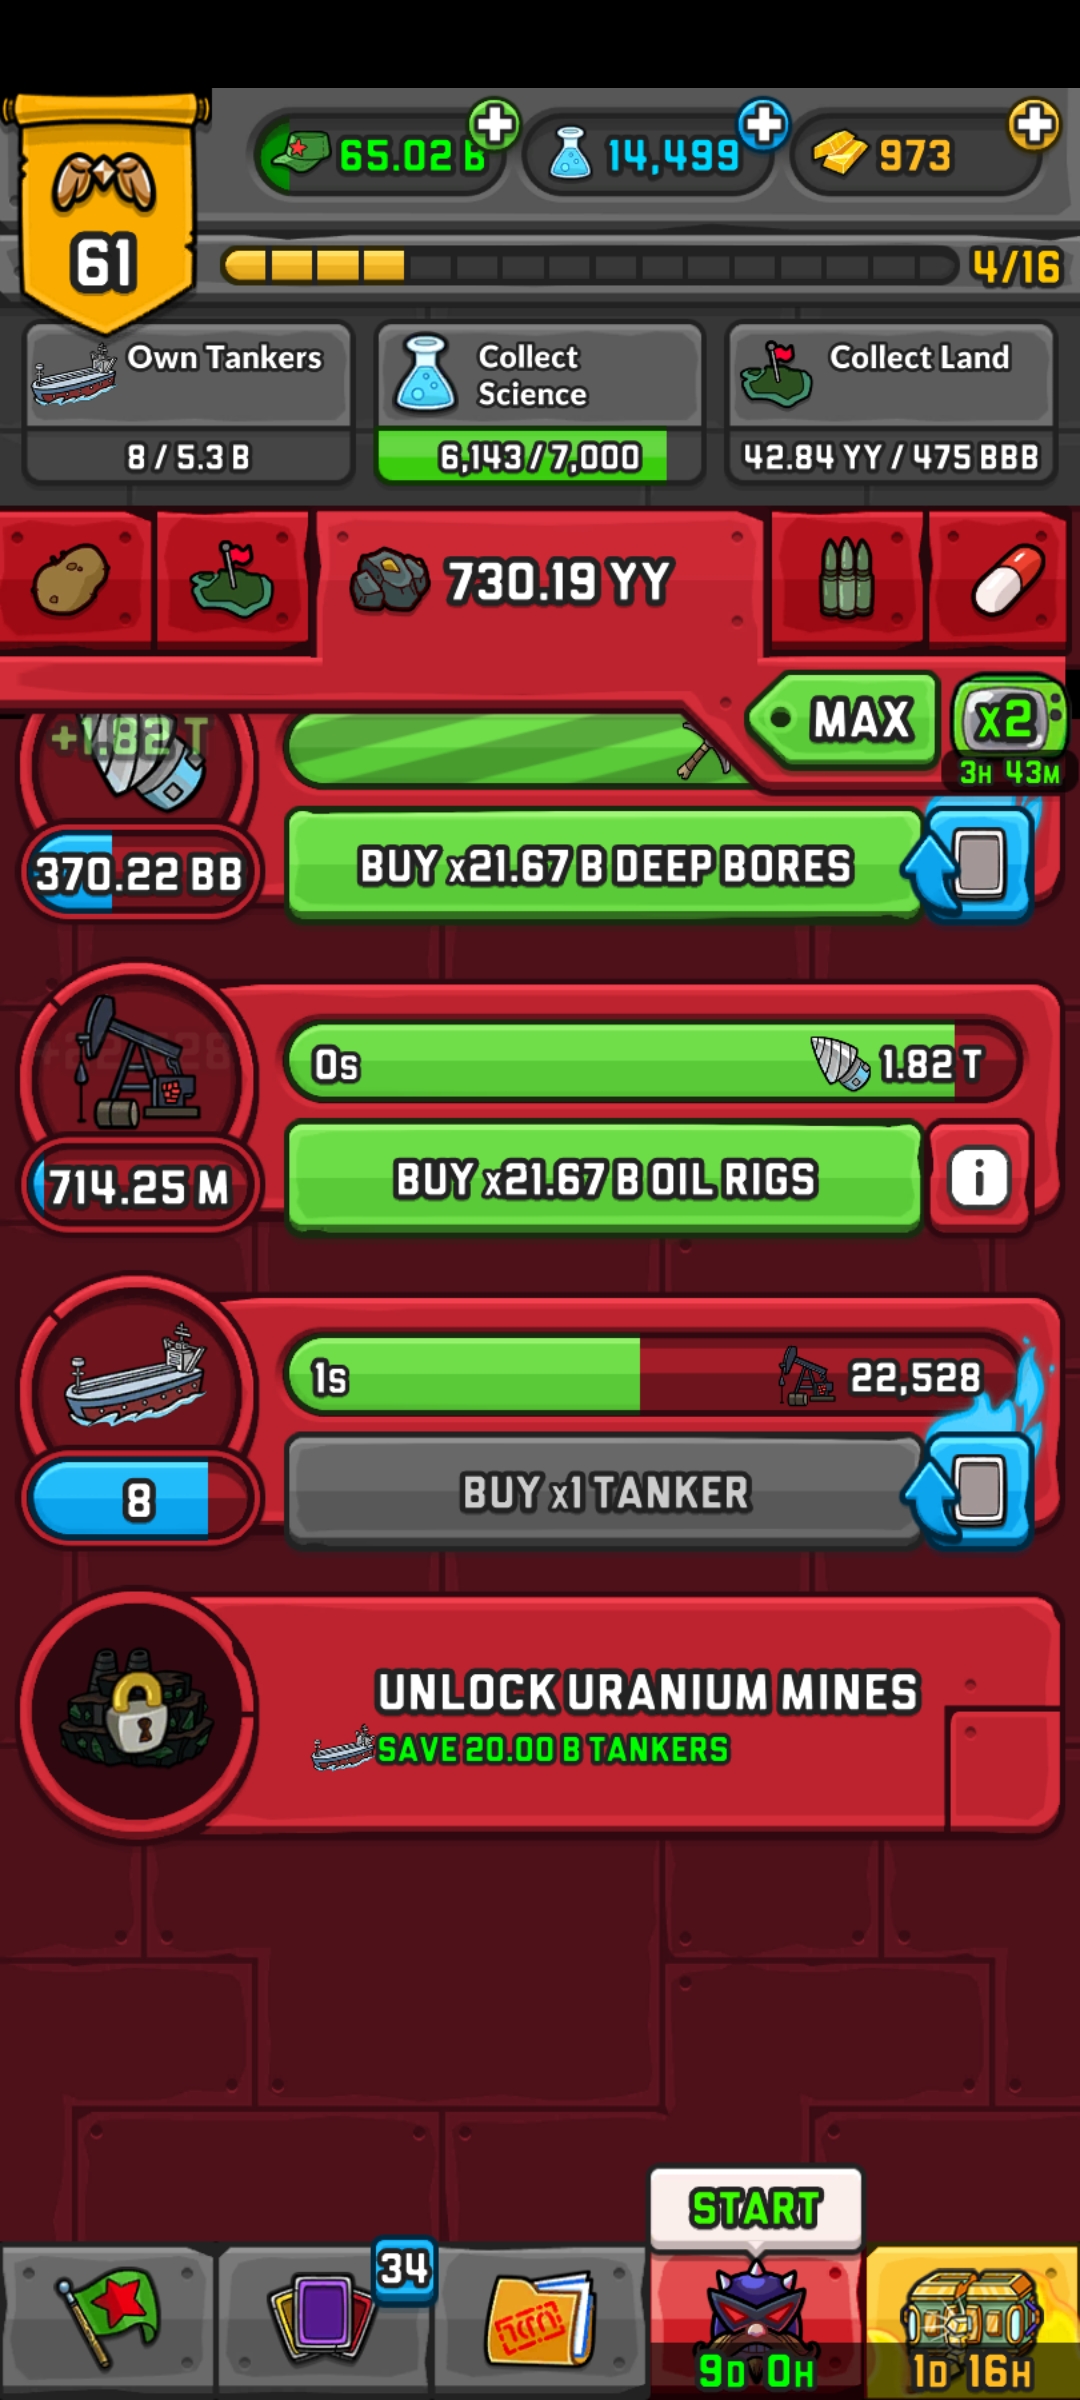 65.02 B
14,499
973
61
4/16
Own Tankers
8 / 5.3 B
Collect
Science
6,143 / 7,000
Collect Land
42.84 YY / 475 BBB
730.19 YY
MAX
x2
3H 43M
+1.82 T
370.22 BB
BUY x21.67 B DEEP BORES
0s
1.82 T
714.25 M
BUY x21.67 B OIL RIGS
i
1s
22,528
8
BUY x1 TANKER
UNLOCK URANIUM MINES
SAVE 20.00 B TANKERS
START
34
9D 0H
1D 16H